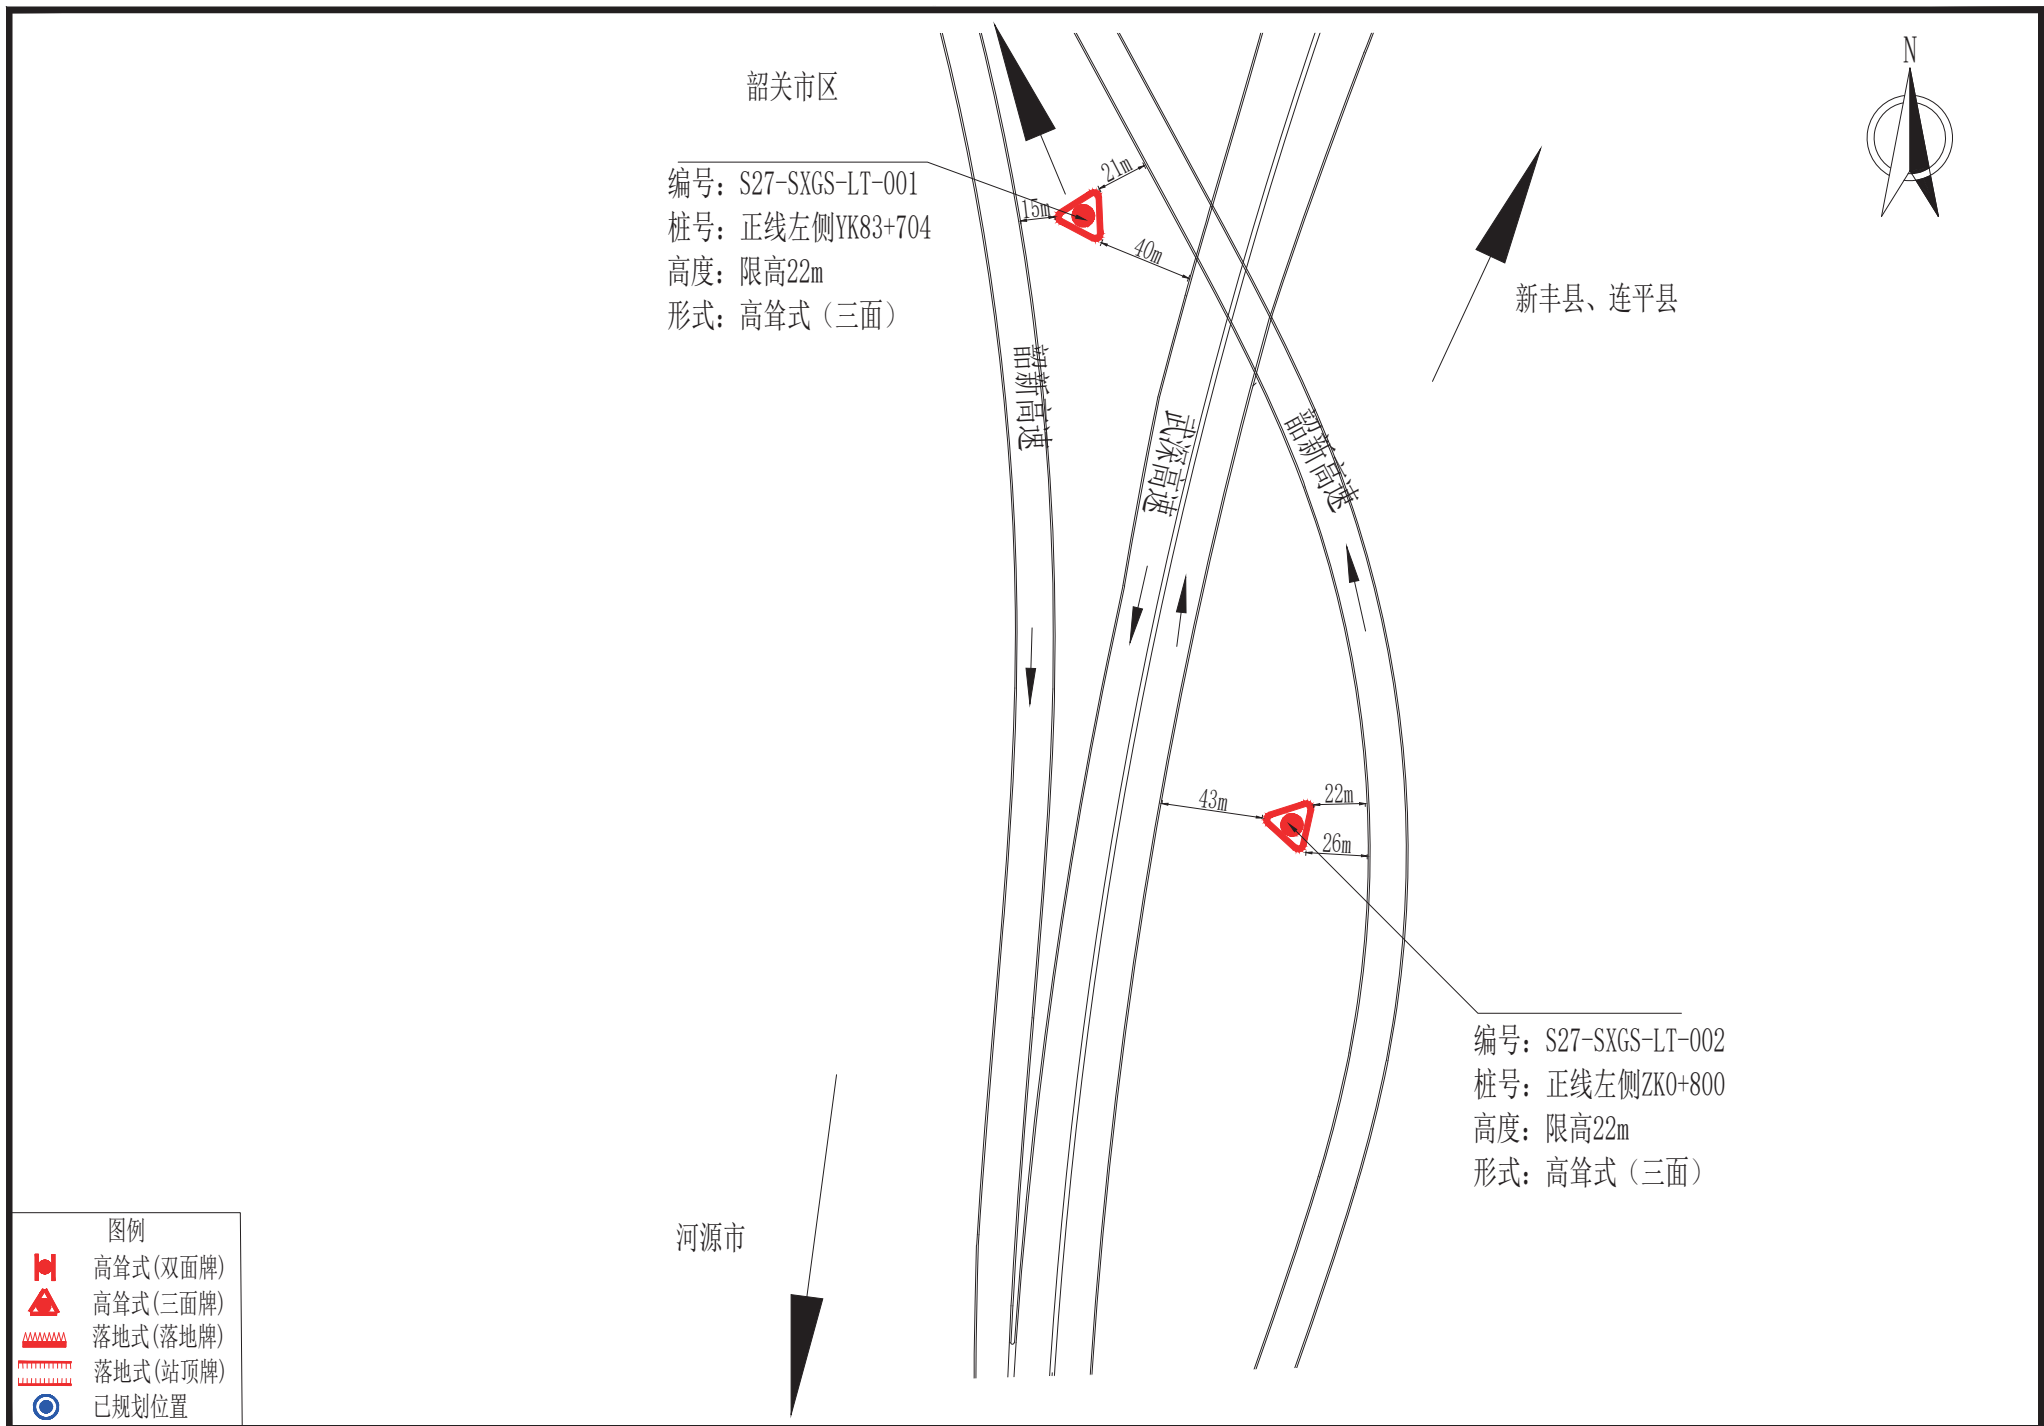 韶关市区
N
编号：S27-SXGS-LT-001
桩号：正线左侧YK83+704
高度：限高22m
形式：高耸式（三面）
21m
15m
40m
新丰县、连平县
韶新高速
武深高速
韶新高速
43m
22m
26m
编号：S27-SXGS-LT-002
桩号：正线左侧ZK0+800
高度：限高22m
形式：高耸式（三面）
河源市
图例
高耸式(双面牌)
高耸式(三面牌)
落地式(落地牌)
落地式(站顶牌)
已规划位置